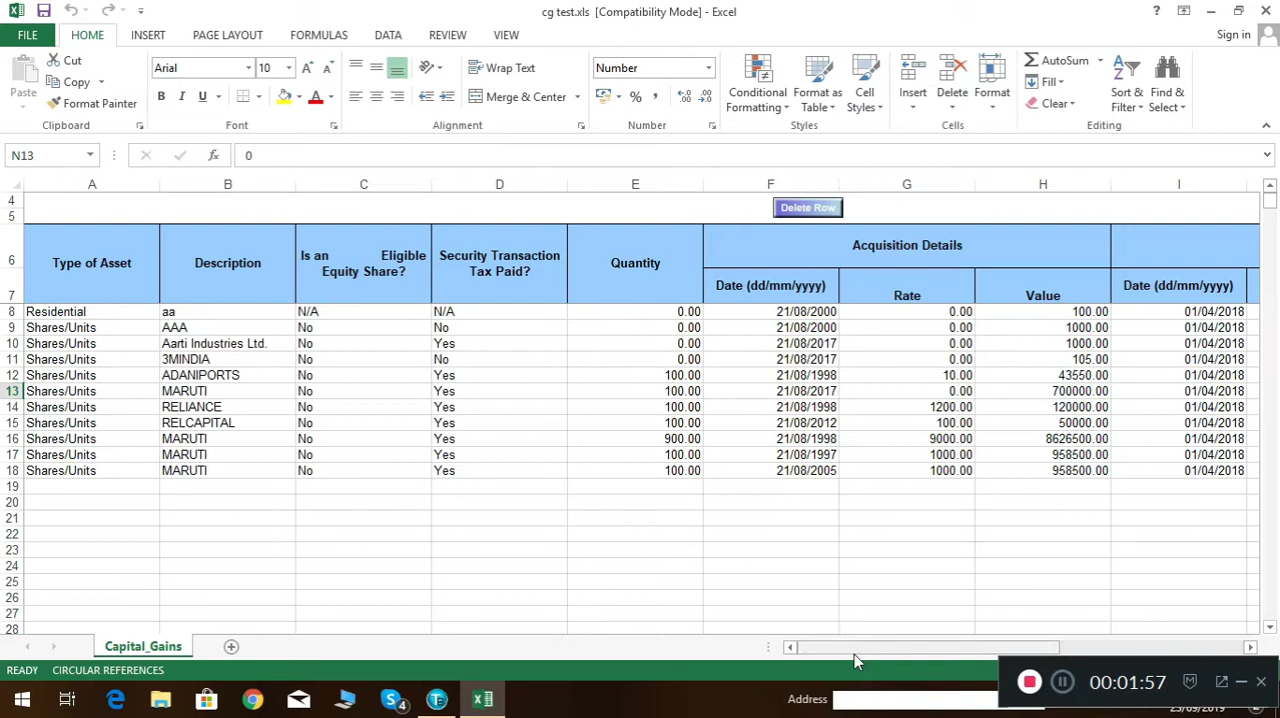 cg test.xls [Compatibility Mode] - Excel
?
FILE HOME INSERT PAGE LAYOUT FORMULAS DATA REVIEW VIEW Sign in
Paste Cut Copy Format Painter
Clipboard
Arial 10 A A
B I U A
Font
Wrap Text
Merge & Center
Alignment
Number
% ,
Number
Conditional Formatting Format as Table Cell Styles
Styles
Insert Delete Format
Cells
AutoSum
Fill
Clear
Sort & Filter Find & Select
Editing
N13 fx 0
A B C D E F G H I
4 Delete Row
5
6 Type of Asset Description Is an Eligible Equity Share? Security Transaction Tax Paid? Quantity Acquisition Details
7 Date (dd/mm/yyyy) Rate Value Date (dd/mm/yyyy)
8 Residential aa N/A N/A 0.00 21/08/2000 0.00 100.00 01/04/2018
9 Shares/Units AAA No No 0.00 21/08/2000 0.00 1000.00 01/04/2018
10 Shares/Units Aarti Industries Ltd. No Yes 0.00 21/08/2017 0.00 1000.00 01/04/2018
11 Shares/Units 3MINDIA No No 0.00 21/08/2017 0.00 105.00 01/04/2018
12 Shares/Units ADANIPORTS No Yes 100.00 21/08/1998 10.00 43550.00 01/04/2018
13 Shares/Units MARUTI No Yes 100.00 21/08/2017 0.00 700000.00 01/04/2018
14 Shares/Units RELIANCE No Yes 100.00 21/08/1998 1200.00 120000.00 01/04/2018
15 Shares/Units RELCAPITAL No Yes 100.00 21/08/2012 100.00 50000.00 01/04/2018
16 Shares/Units MARUTI No Yes 900.00 21/08/1998 9000.00 8626500.00 01/04/2018
17 Shares/Units MARUTI No Yes 100.00 21/08/1997 1000.00 958500.00 01/04/2018
18 Shares/Units MARUTI No Yes 100.00 21/08/2005 1000.00 958500.00 01/04/2018
19
20
21
22
23
24
25
26
27
28
Capital_Gains
READY CIRCULAR REFERENCES
00:01:57
4 Address